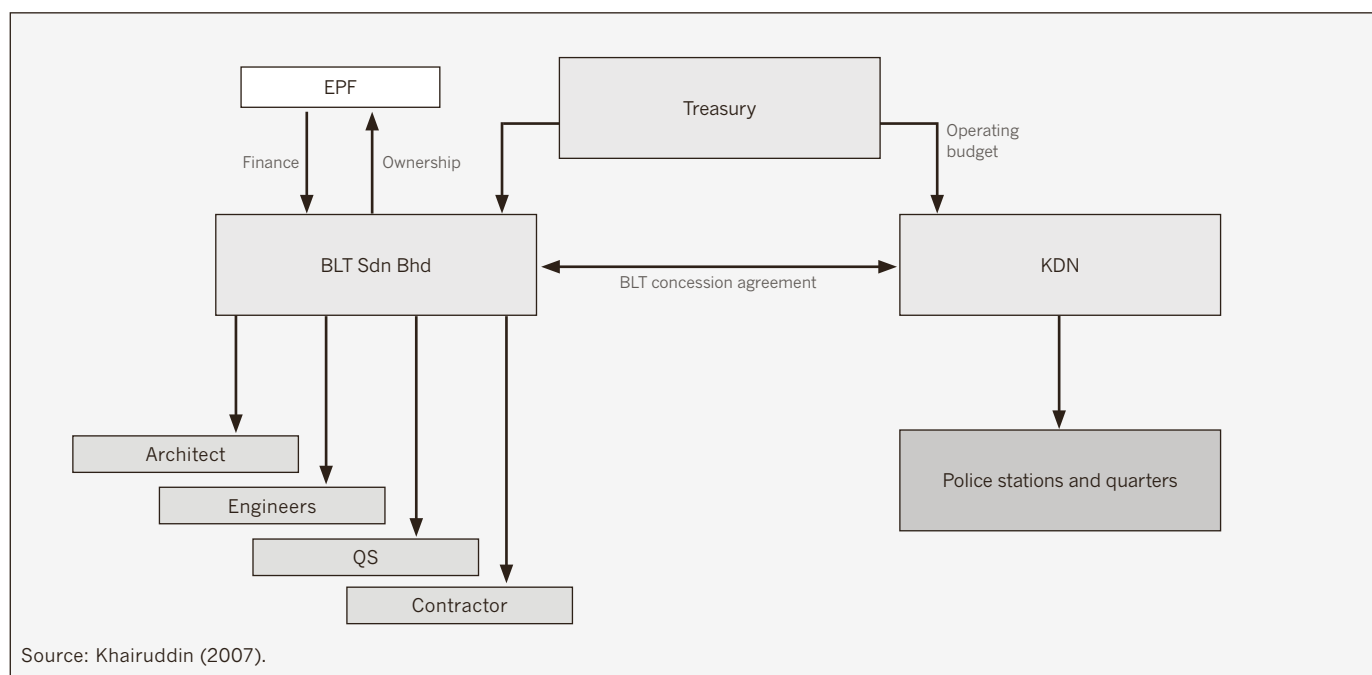 EPF
Treasury
Operating
budget
Finance
Ownership
BLT Sdn Bhd
KDN
BLT concession agreement
Architect
Police stations and quarters
Engineers
QS
Contractor
Source: Khairuddin (2007).